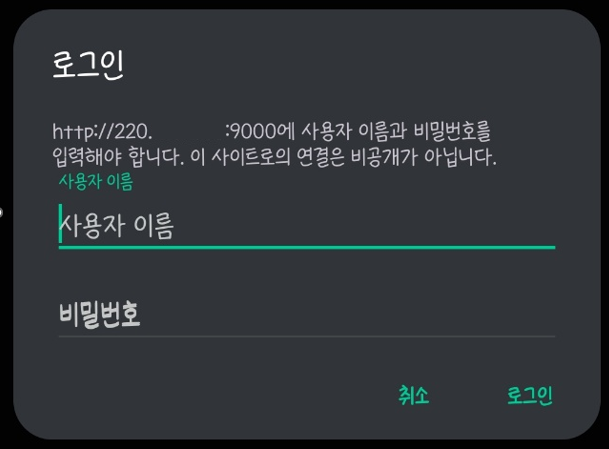 로그인
http://220. :9000에 사용자 이름과 비밀번호를
입력해야 합니다. 이 사이트로의 연결은 비공개가 아닙니다.
사용자 이름
사용자 이름
비밀번호
취소 로그인